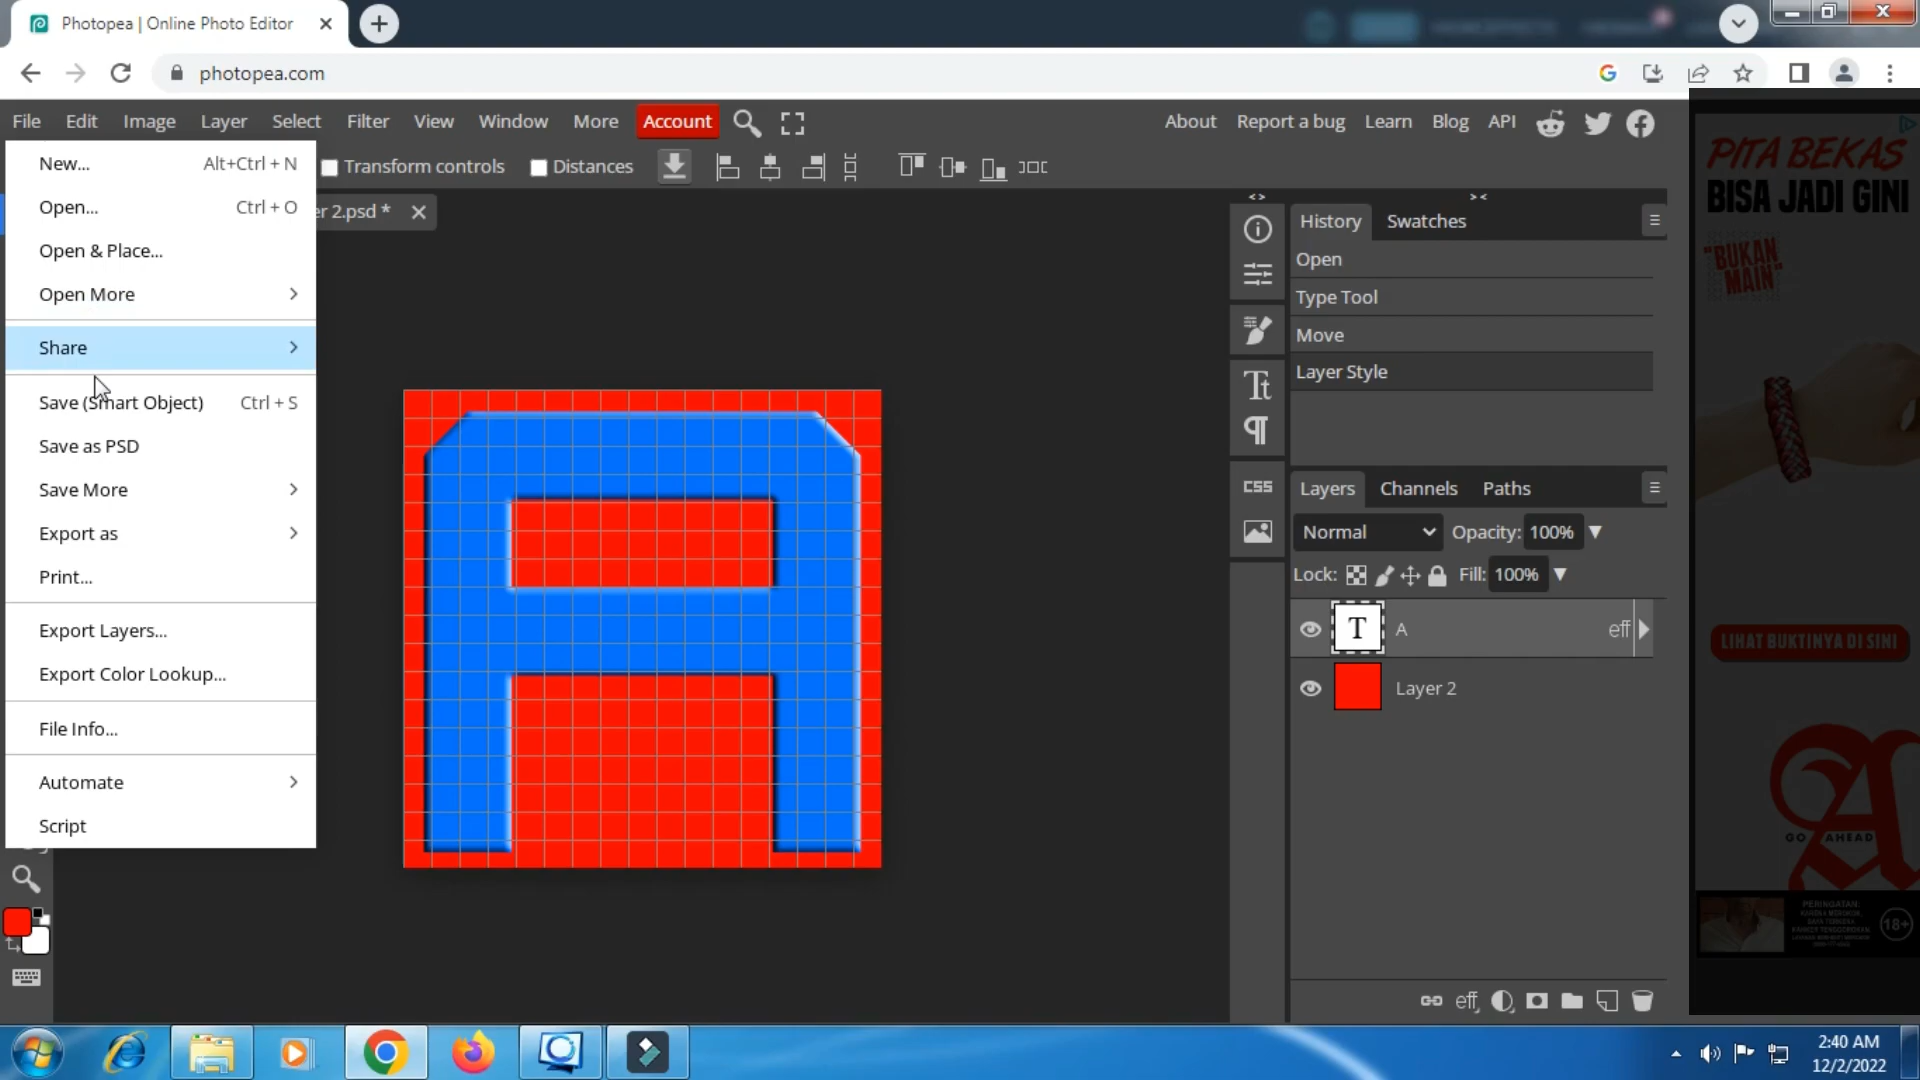 Photopea | Online Photo Editor
photopea.com
File Edit Image Layer Select Filter View Window More Account
About Report a bug Learn Blog API
Transform controls Distances
er 2.psd *
New... Alt+Ctrl + N
Open... Ctrl + O
Open & Place...
Open More
Share
Save (Smart Object) Ctrl + S
Save as PSD
Save More
Export as
Print...
Export Layers...
Export Color Lookup...
File Info...
Automate
Script
A
CSS
History Swatches
Open
Type Tool
Move
Layer Style
Layers Channels Paths
Normal Opacity: 100%
Lock: Fill: 100%
T A eff
Layer 2
eff
PITA BEKAS
BISA JADI GINI
"BUKAN
MAIN"
LIHAT BUKTINYA DI SINI
A
GO AHEAD
PERINGATAN:
18+
2:40 AM
12/2/2022